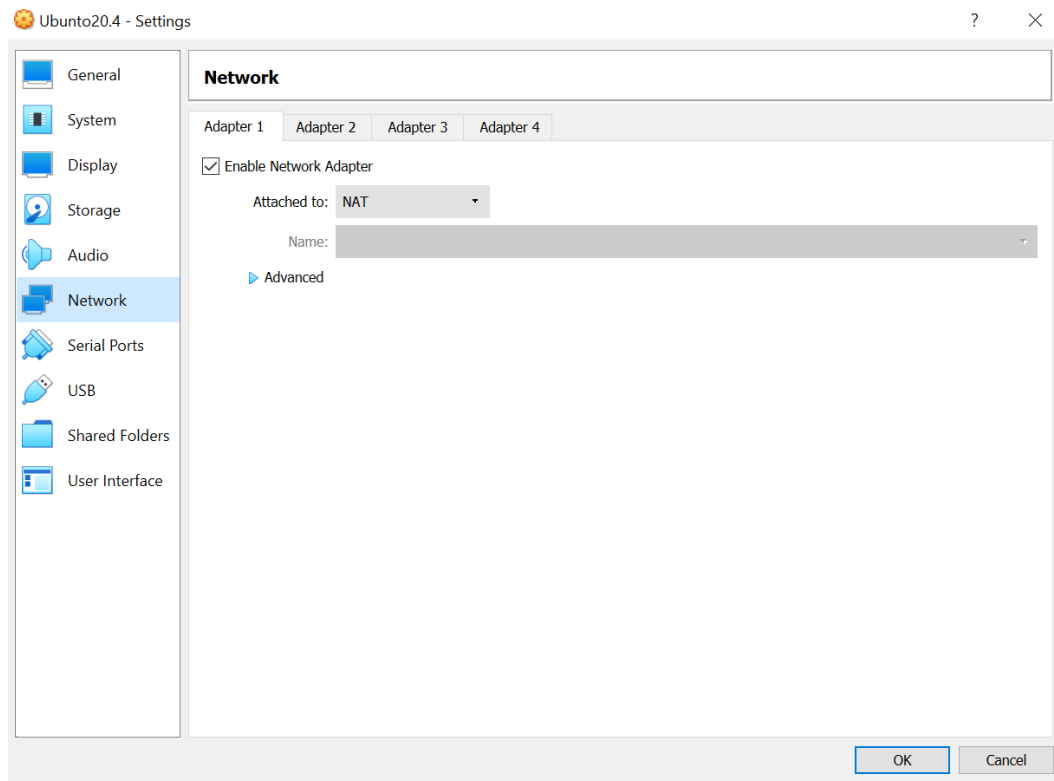 Ubunto20.4 - Settings
?
General
System
Display
Storage
Audio
Network
Serial Ports
USB
Shared Folders
User Interface
Network
Adapter 1 Adapter 2 Adapter 3 Adapter 4
Enable Network Adapter
Attached to: NAT
Name:
Advanced
OK Cancel